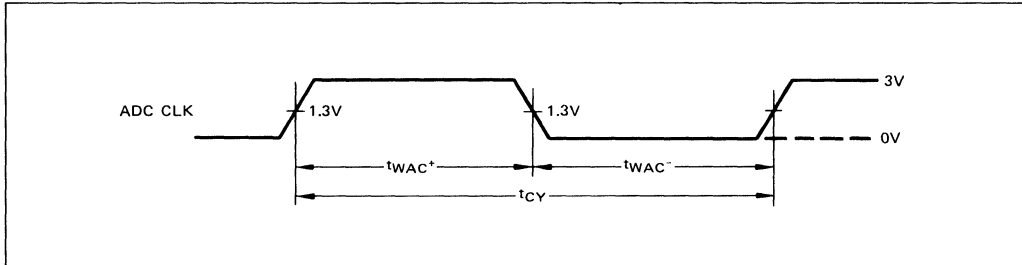 3V
ADC CLK
1.3V
1.3V
0V
tWAC+
tWAC-
tCY